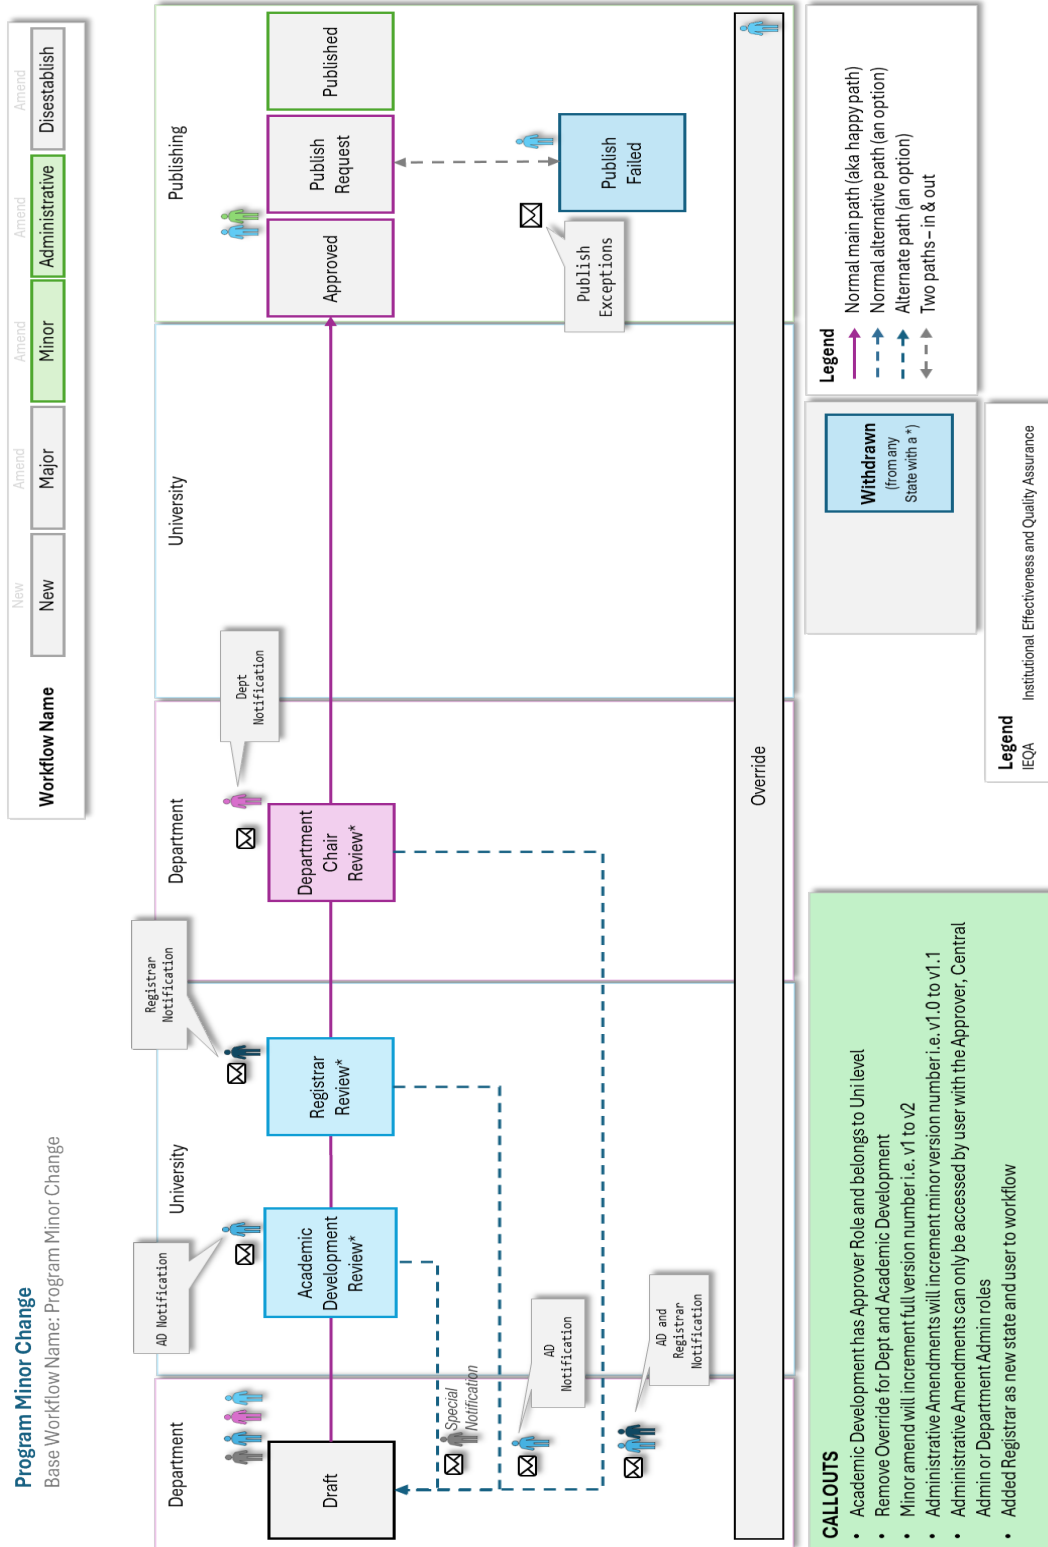 Program Minor Change
Base Workflow Name: Program Minor Change
Workflow Name
New
New
Amend
Major
Amend
Minor
Amend
Administrative
Amend
Disestablish
Department
University
Department
University
Publishing
AD Notification
Registrar
Notification
Dept
Notification
Draft
Academic
Development
Review*
Registrar
Review*
Department
Chair
Review*
Approved
Publish
Request
Published
Special
Notification
AD
Notification
AD and
Registrar
Notification
Publish
Exceptions
Publish
Failed
Override
CALLOUTS
• Academic Development has Approver Role and belongs to Uni level
• Remove Override for Dept and Academic Development
• Minor amend will increment full version number i.e. v1 to v2
• Administrative Amendments will increment minor version number i.e. v1.0 to v1.1
• Administrative Amendments can only be accessed by user with the Approver, Central
Admin or Department Admin roles
• Added Registrar as new state and user to workflow
Withdrawn
(from any
State with a *)
Legend
Normal main path (aka happy path)
Normal alternative path (an option)
Alternate path (an option)
Two paths – in & out
Legend
IEQA Institutional Effectiveness and Quality Assurance